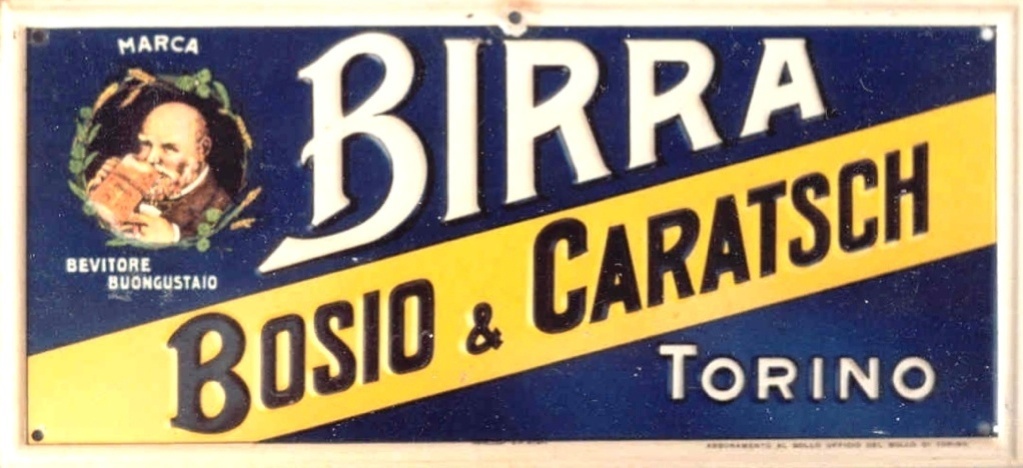 MARCA
BIRRA
BEVITORE
BUONGUSTAIO
BOSIO & CARATSCH
TORINO